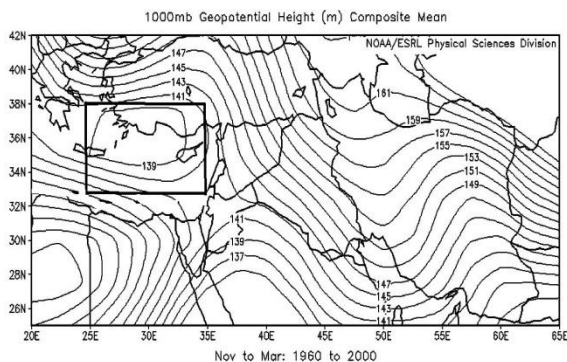 1000mb Geopotential Height (m) Composite Mean
NOAA/ESRL Physical Sciences Division
42N
40N
38N
36N
34N
32N
30N
28N
26N
147
145
143
141
139
161
159
157
155
153
151
149
141
139
137
147
145
143
141
20E 25E 30E 35E 40E 45E 50E 55E 60E 65E
Nov to Mar: 1960 to 2000